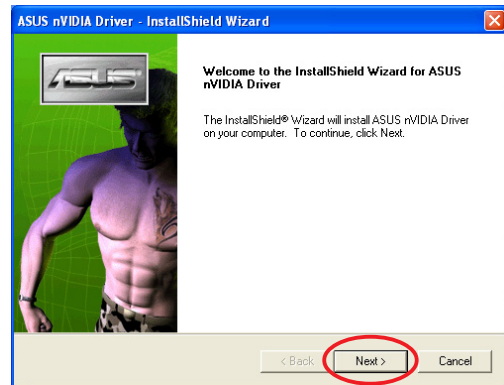 ASUS nVIDIA Driver - InstallShield Wizard
ASUS
Welcome to the InstallShield Wizard for ASUS
nVIDIA Driver
The InstallShield® Wizard will install ASUS nVIDIA Driver
on your computer. To continue, click Next.
< Back
Next >
Cancel